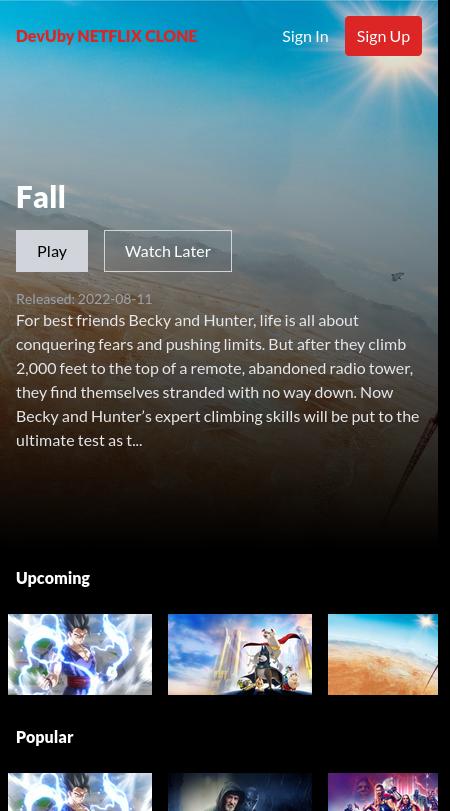 DevUby NETFLIX CLONE
Sign In
Sign Up
Fall
Play
Watch Later
Released: 2022-08-11
For best friends Becky and Hunter, life is all about
conquering fears and pushing limits. But after they climb
2,000 feet to the top of a remote, abandoned radio tower,
they find themselves stranded with no way down. Now
Becky and Hunter’s expert climbing skills will be put to the
ultimate test as t...
Upcoming
Popular